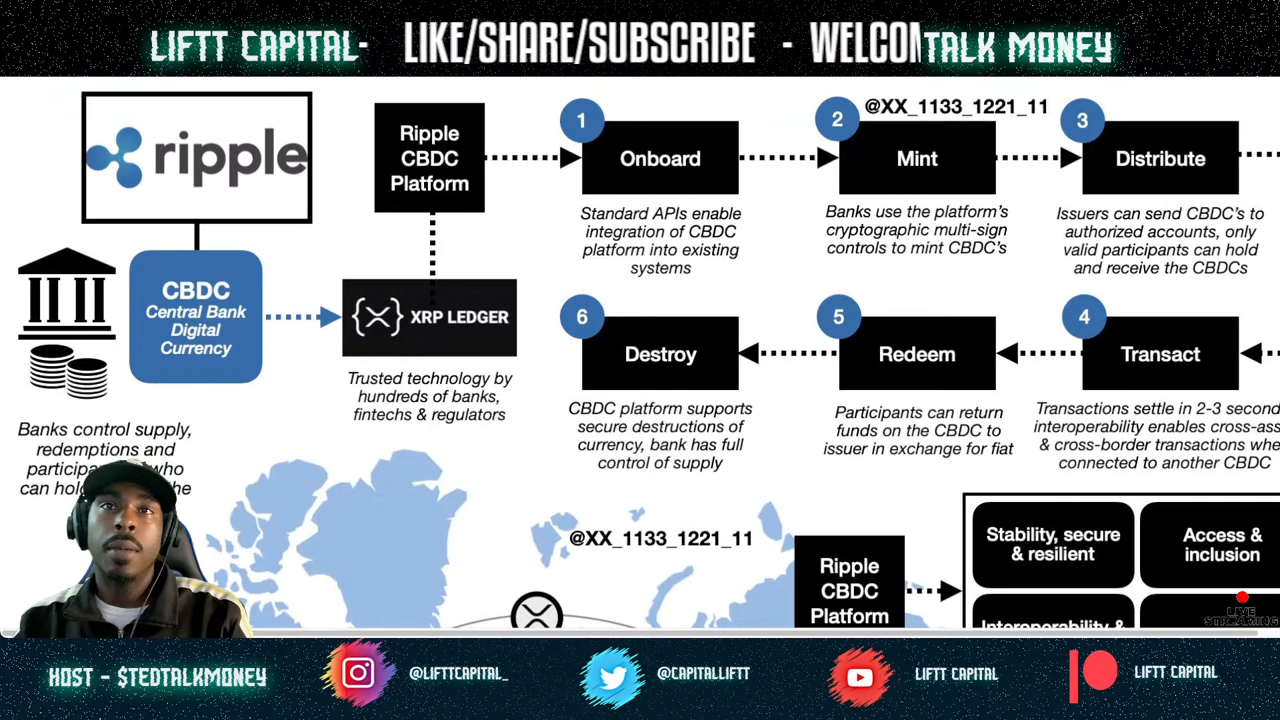 LIFTT CAPITAL-
LIKE/SHARE/SUBSCRIBE - WELCOM
TALK MONEY
ripple
Ripple
CBDC
Platform
1
Onboard
Standard APIs enable
integration of CBDC
platform into existing
systems
@XX_1133_1221_11
2
Mint
Banks use the platform's
cryptographic multi-sign
controls to mint CBDC's
3
Distribute
Issuers can send CBDC's to
authorized accounts, only
valid participants can hold
and receive the CBDCs
CBDC
Central Bank
Digital
Currency
XRP LEDGER
Trusted technology by
hundreds of banks,
fintechs & regulators
6
Destroy
CBDC platform supports
secure destructions of
currency, bank has full
control of supply
5
Redeem
Participants can return
funds on the CBDC to
issuer in exchange for fiat
4
Transact
Transactions settle in 2-3 second
interoperability enables cross-ass
& cross-border transactions whe
connected to another CBDC
Banks control supply,
redemptions and
who
can
@XX_1133_1221_11
Ripple
CBDC
Platform
Stability, secure
& resilient
Access &
inclusion
Interoperability &
LIVE
STREAMING
HOST - $TEDTALKMONEY
@LIFTTCAPITAL_
@CAPITALLIFTT
LIFTT CAPITAL
LIFTT CAPITAL